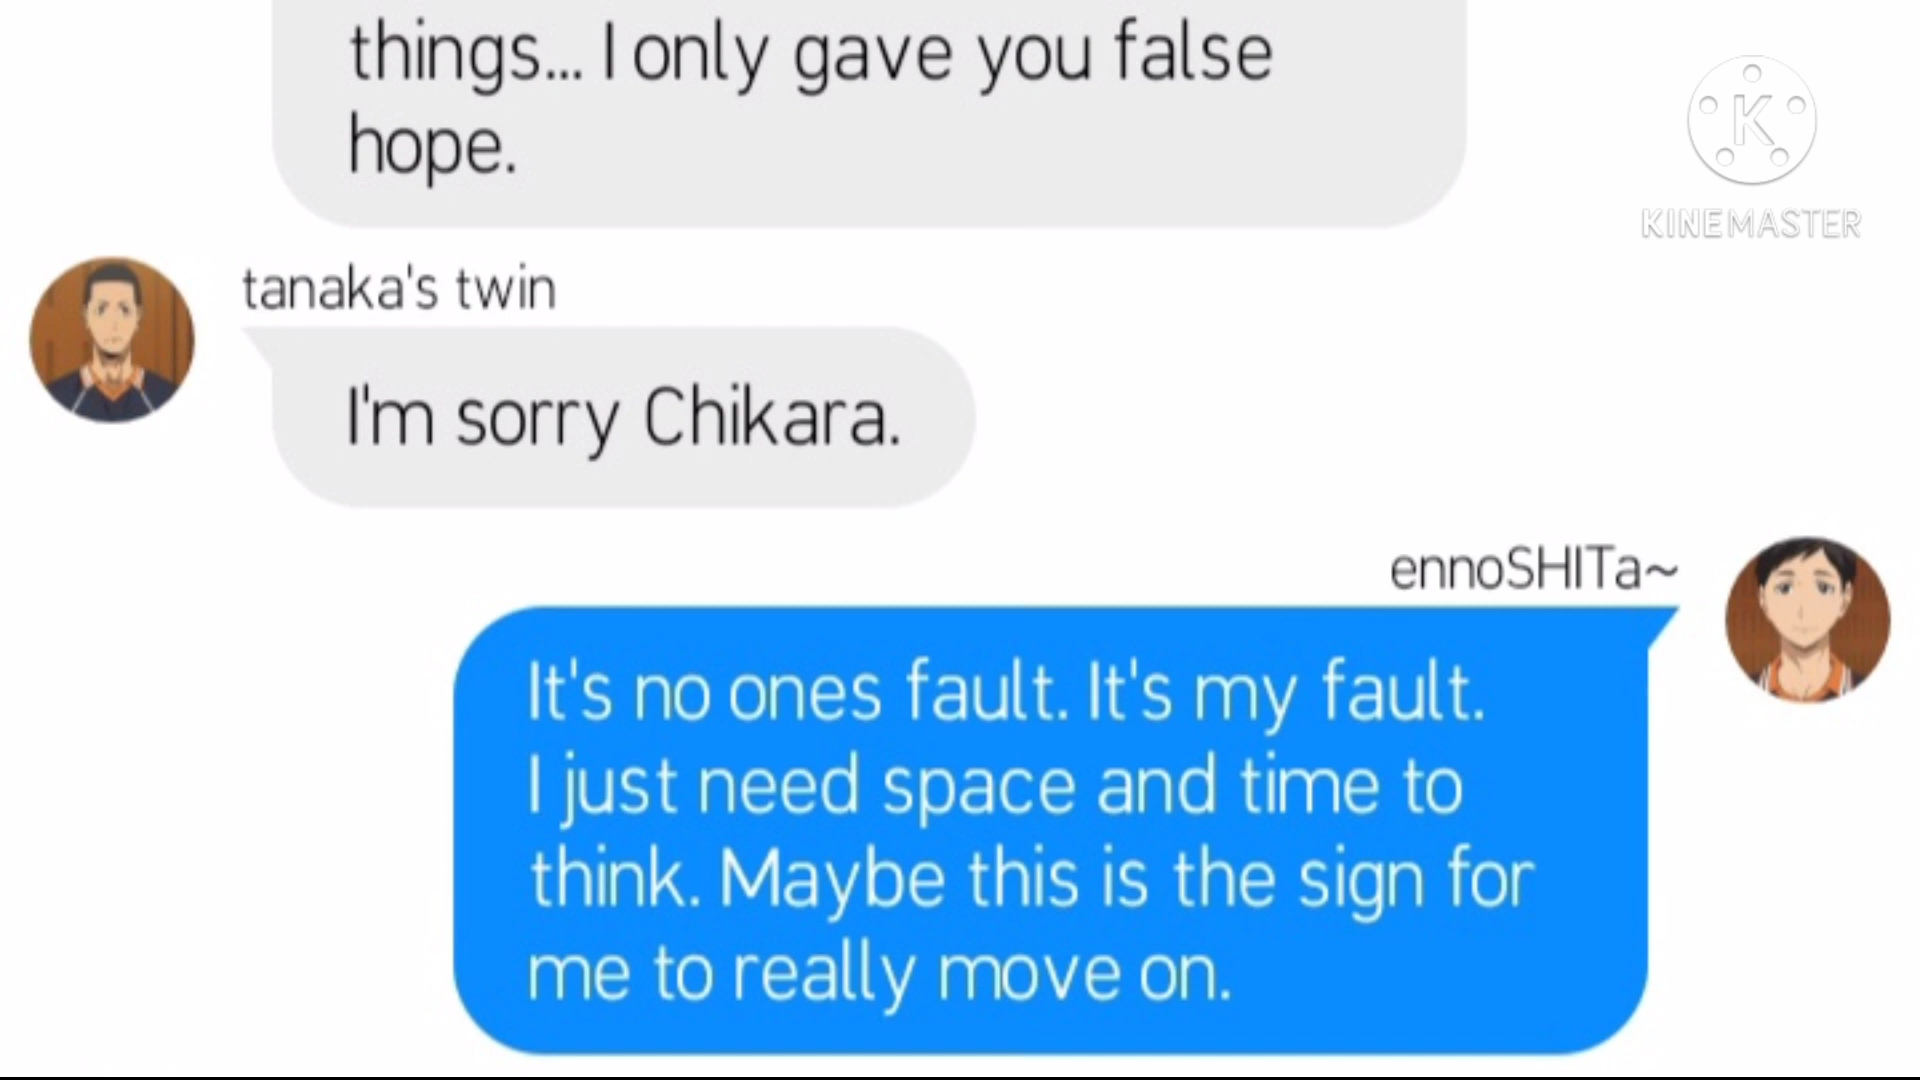 things... I only gave you false
hope.
K
KINEMASTER
tanaka's twin
I'm sorry Chikara.
ennoSHITa~
It's no ones fault. It's my fault.
I just need space and time to
think. Maybe this is the sign for
me to really move on.